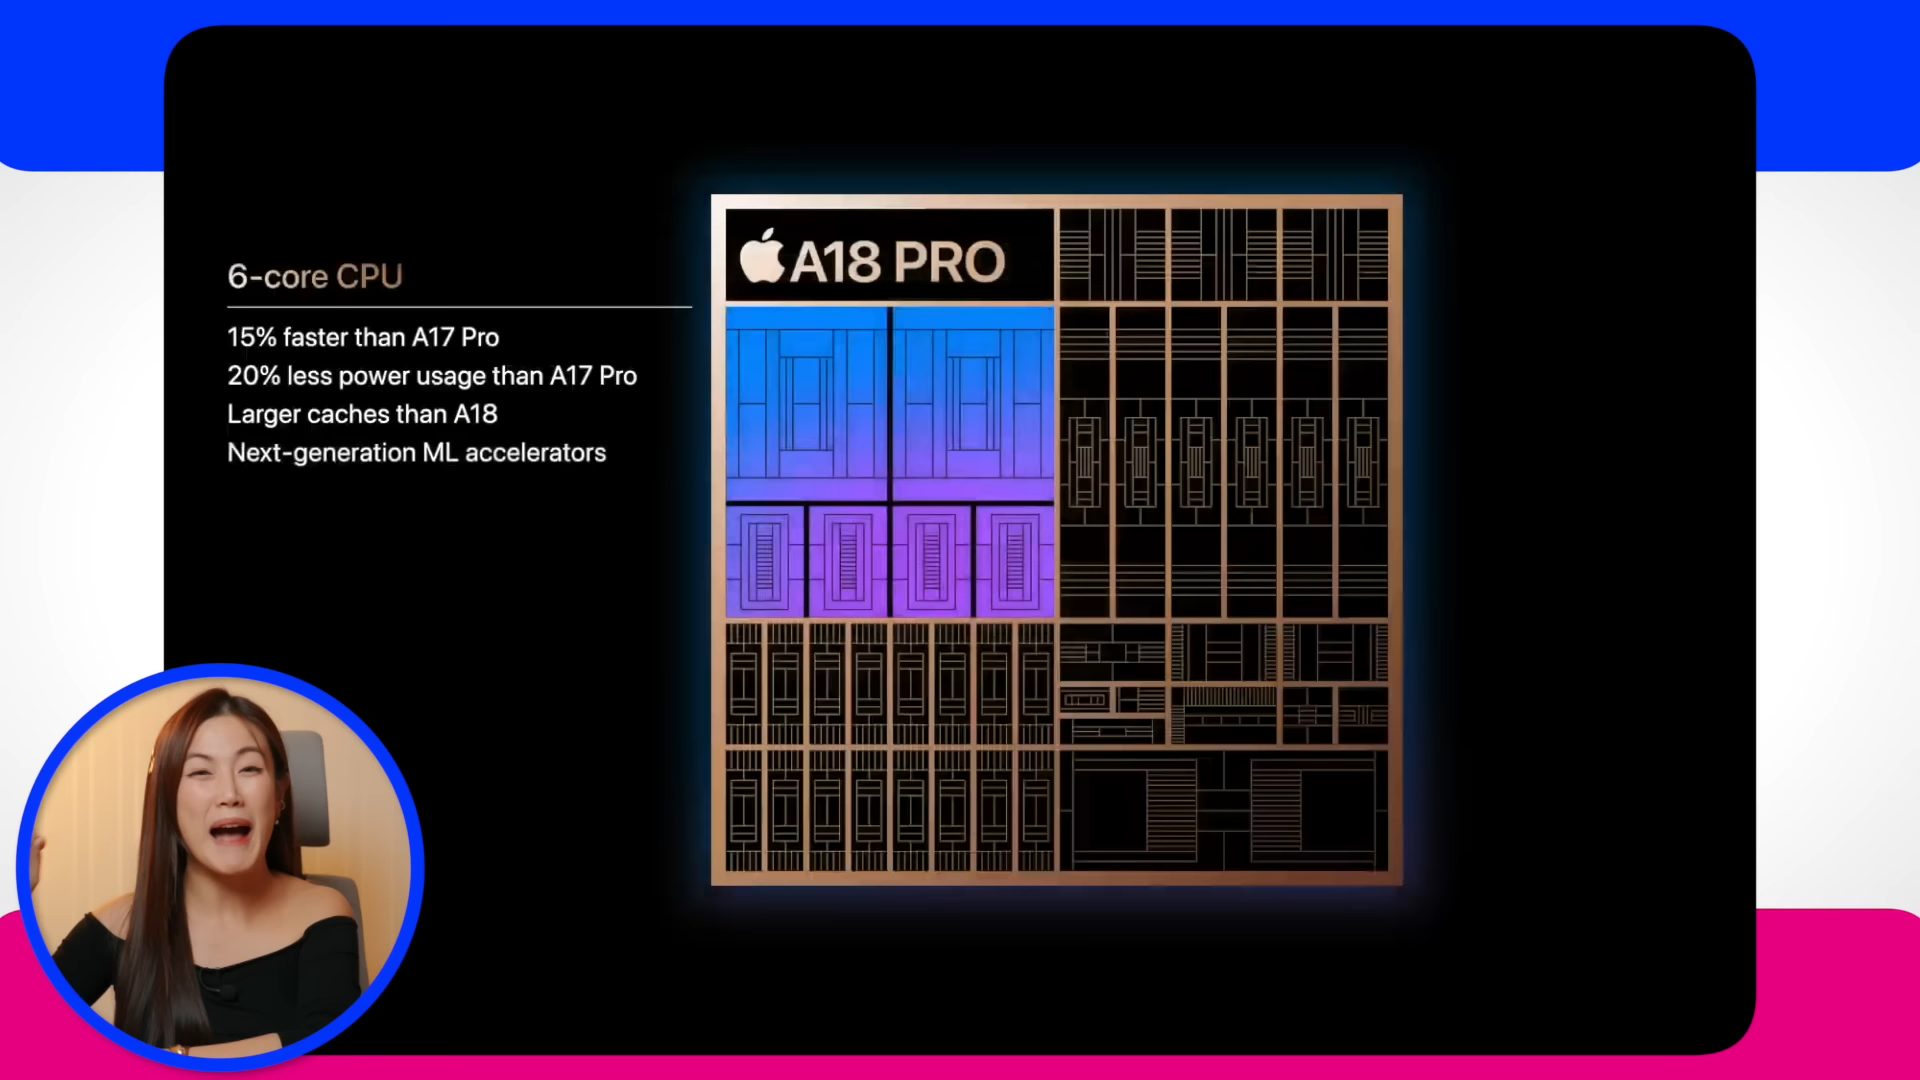 6-core CPU
15% faster than A17 Pro
20% less power usage than A17 Pro
Larger caches than A18
Next-generation ML accelerators
A18 PRO